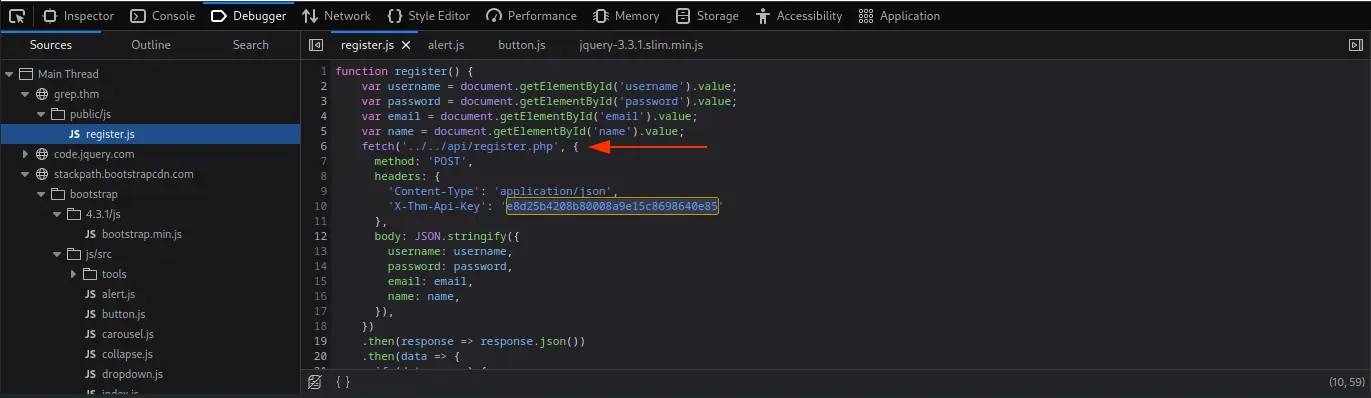 Inspector Console Debugger Network Style Editor Performance Memory Storage Accessibility Application
Sources Outline Search
register.js alert.js button.js jquery-3.3.1.slim.min.js
Main Thread
grep.thm
public/js
JS register.js
code.jquery.com
stackpath.bootstrapcdn.com
bootstrap
4.3.1/js
JS bootstrap.min.js
js/src
tools
JS alert.js
JS button.js
JS carousel.js
JS collapse.js
JS dropdown.js
JS index.js
1 function register() {
2 var username = document.getElementById('username').value;
3 var password = document.getElementById('password').value;
4 var email = document.getElementById('email').value;
5 var name = document.getElementById('name').value;
6 fetch('../../api/register.php', {
7 method: 'POST',
8 headers: {
9 'Content-Type': 'application/json',
10 'X-Thm-Api-Key': 'e8d25b4208b80008a9e15c8698640e85'
11 },
12 body: JSON.stringify({
13 username: username,
14 password: password,
15 email: email,
16 name: name,
17 }),
18 })
19 .then(response => response.json())
20 .then(data => {
{ } (10, 59)